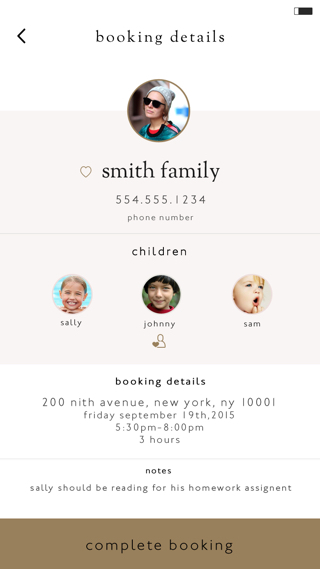 booking details
smith family
554.555.1234
phone number
children
sally
johnny
sam
booking details
200 nith avenue, new york, ny 10001
friday september 19th,2015
5:30pm-8:00pm
3 hours
notes
sally should be reading for his homework assignent
complete booking